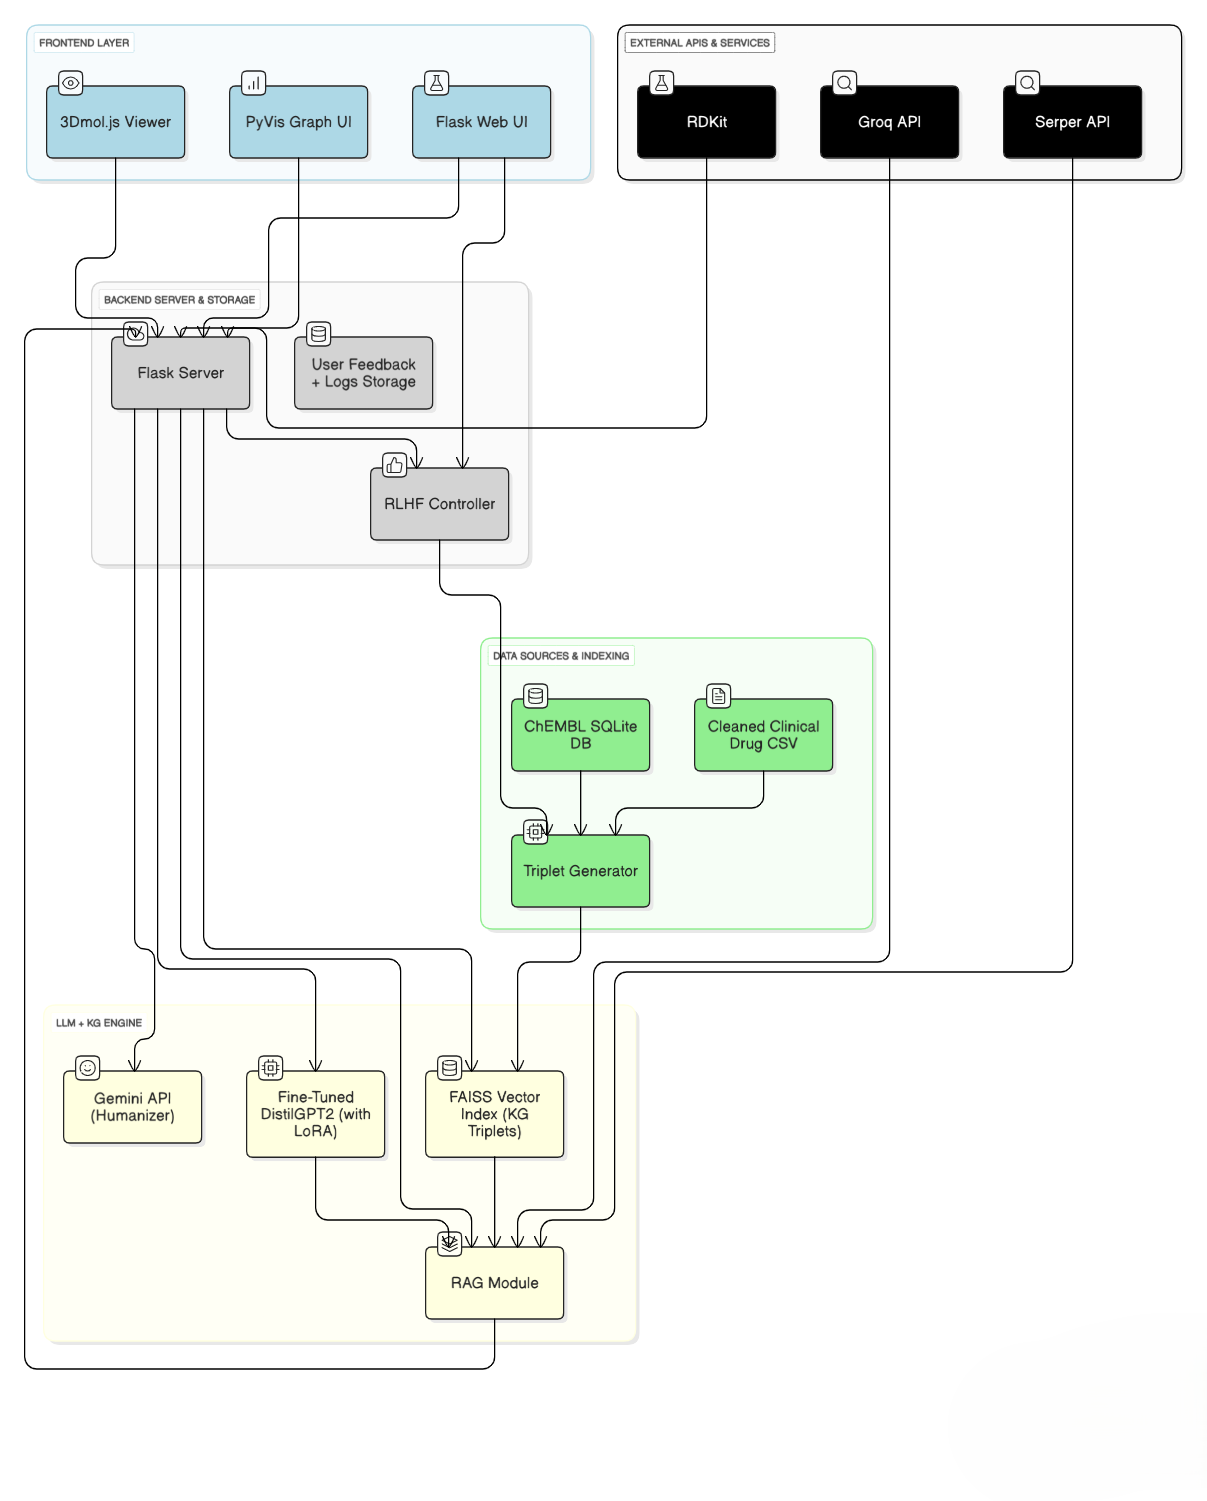 FRONTEND LAYER
EXTERNAL APIS & SERVICES
3Dmol.js Viewer
PyVis Graph UI
Flask Web UI
RDKit
Groq API
Serper API
BACKEND SERVER & STORAGE
Flask Server
User Feedback
+ Logs Storage
RLHF Controller
DATA SOURCES & INDEXING
ChEMBL SQLite
DB
Cleaned Clinical
Drug CSV
Triplet Generator
LLM + KG ENGINE
Gemini API
(Humanizer)
Fine-Tuned
DistilGPT2 (with
LoRA)
FAISS Vector
Index (KG
Triplets)
RAG Module